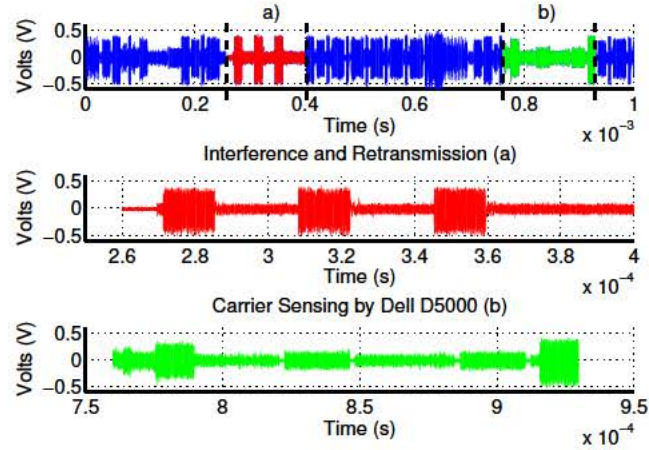 a) b)
Volts (V)
0.5
0
−0.5
0 0.2 0.4 0.6 0.8 1
Time (s)
x 10⁻³
Interference and Retransmission (a)
Volts (V)
0.5
0
−0.5
2.6 2.8 3 3.2 3.4 3.6 3.8 4
Time (s)
x 10⁻⁴
Carrier Sensing by Dell D5000 (b)
Volts (V)
0.5
0
−0.5
7.5 8 8.5 9 9.5
Time (s)
x 10⁻⁴